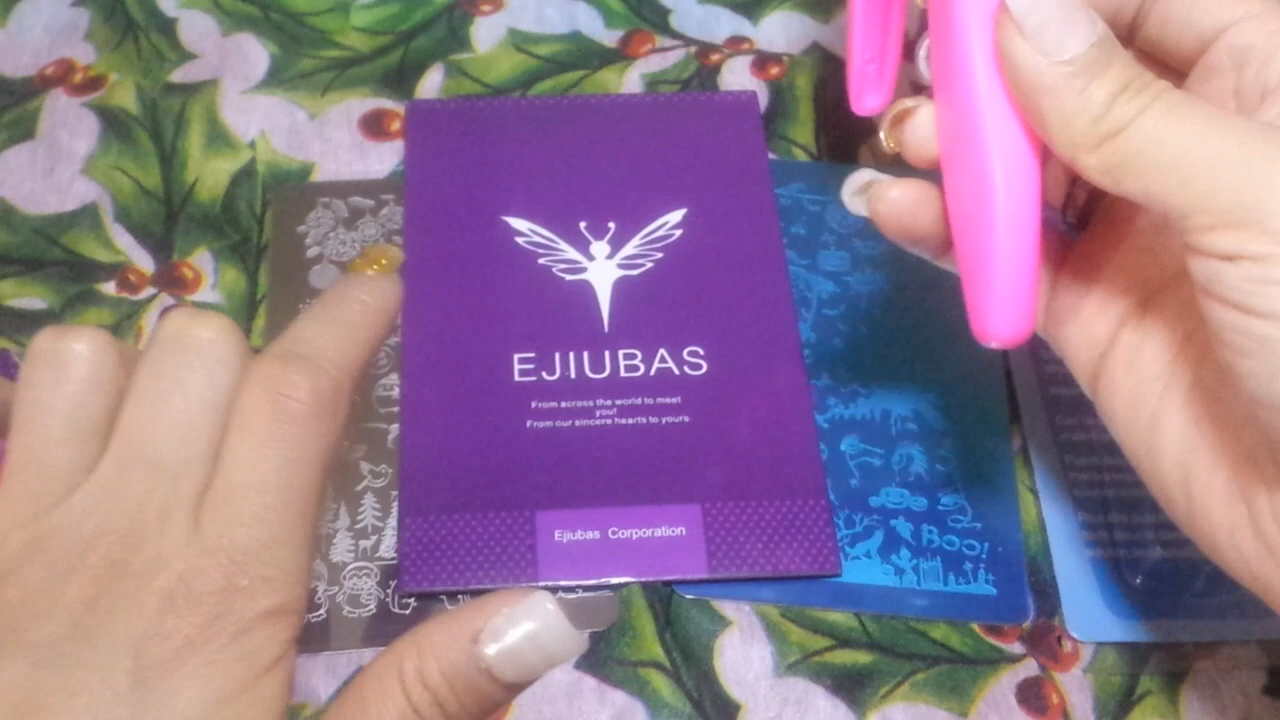 EJIUBAS
From across the world to meet
you!
From our sincere hearts to yours.
Ejiubas Corporation
BOO!